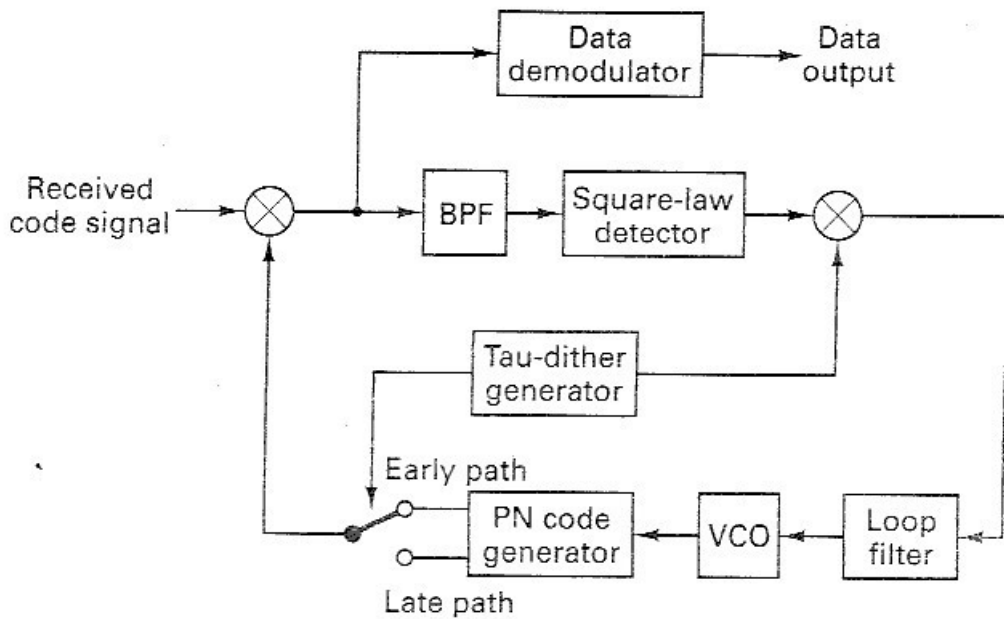 Data
demodulator
Data
output
Received
code signal
BPF
Square-law
detector
Tau-dither
generator
Early path
PN code
generator
VCO
Loop
filter
Late path